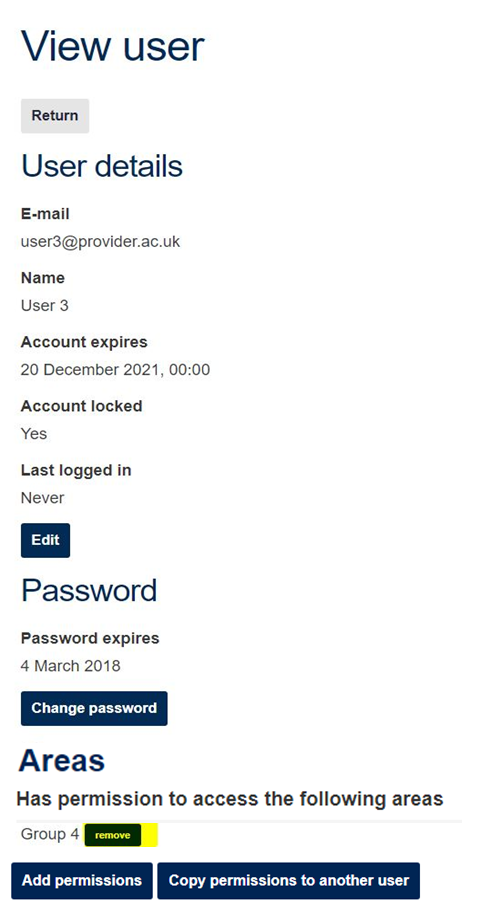 View user
Return
User details
E-mail
user3@provider.ac.uk
Name
User 3
Account expires
20 December 2021, 00:00
Account locked
Yes
Last logged in
Never
Edit
Password
Password expires
4 March 2018
Change password
Areas
Has permission to access the following areas
Group 4 remove
Add permissions Copy permissions to another user